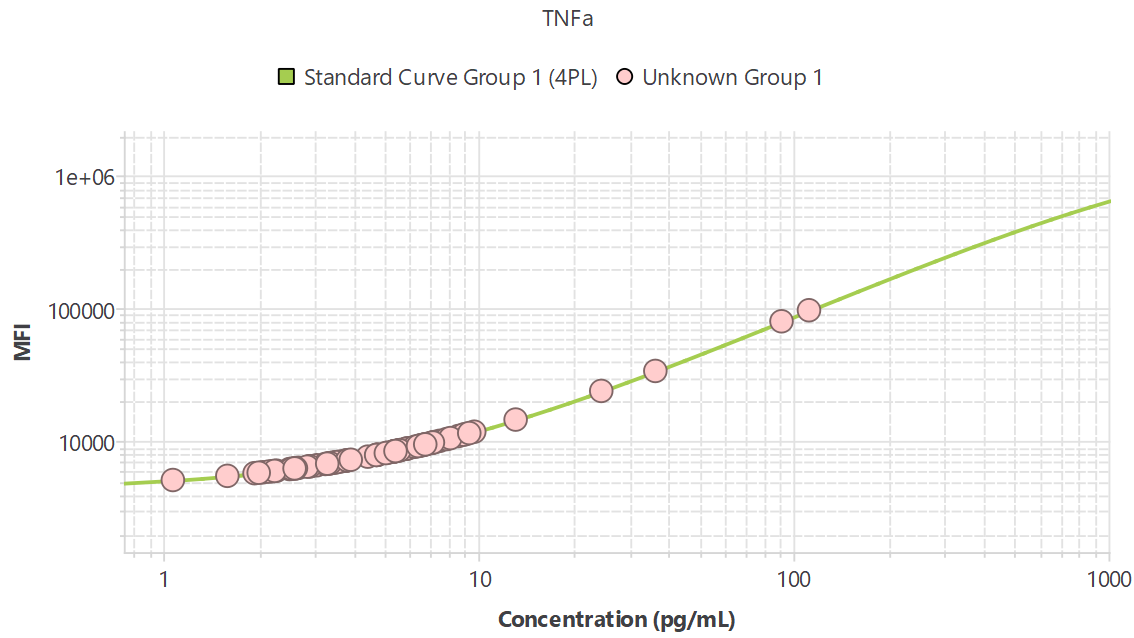 TNFa
Standard Curve Group 1 (4PL) Unknown Group 1
1e+06
100000
10000
MFI
1 10 100 1000
Concentration (pg/mL)